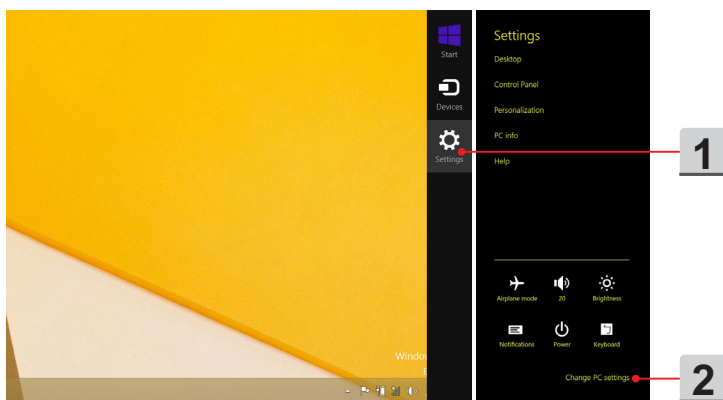 Start
Devices
Settings
Settings
Desktop
Control Panel
Personalization
PC info
Help
Airplane mode
20
Brightness
Notifications
Power
Keyboard
Change PC settings
1
2